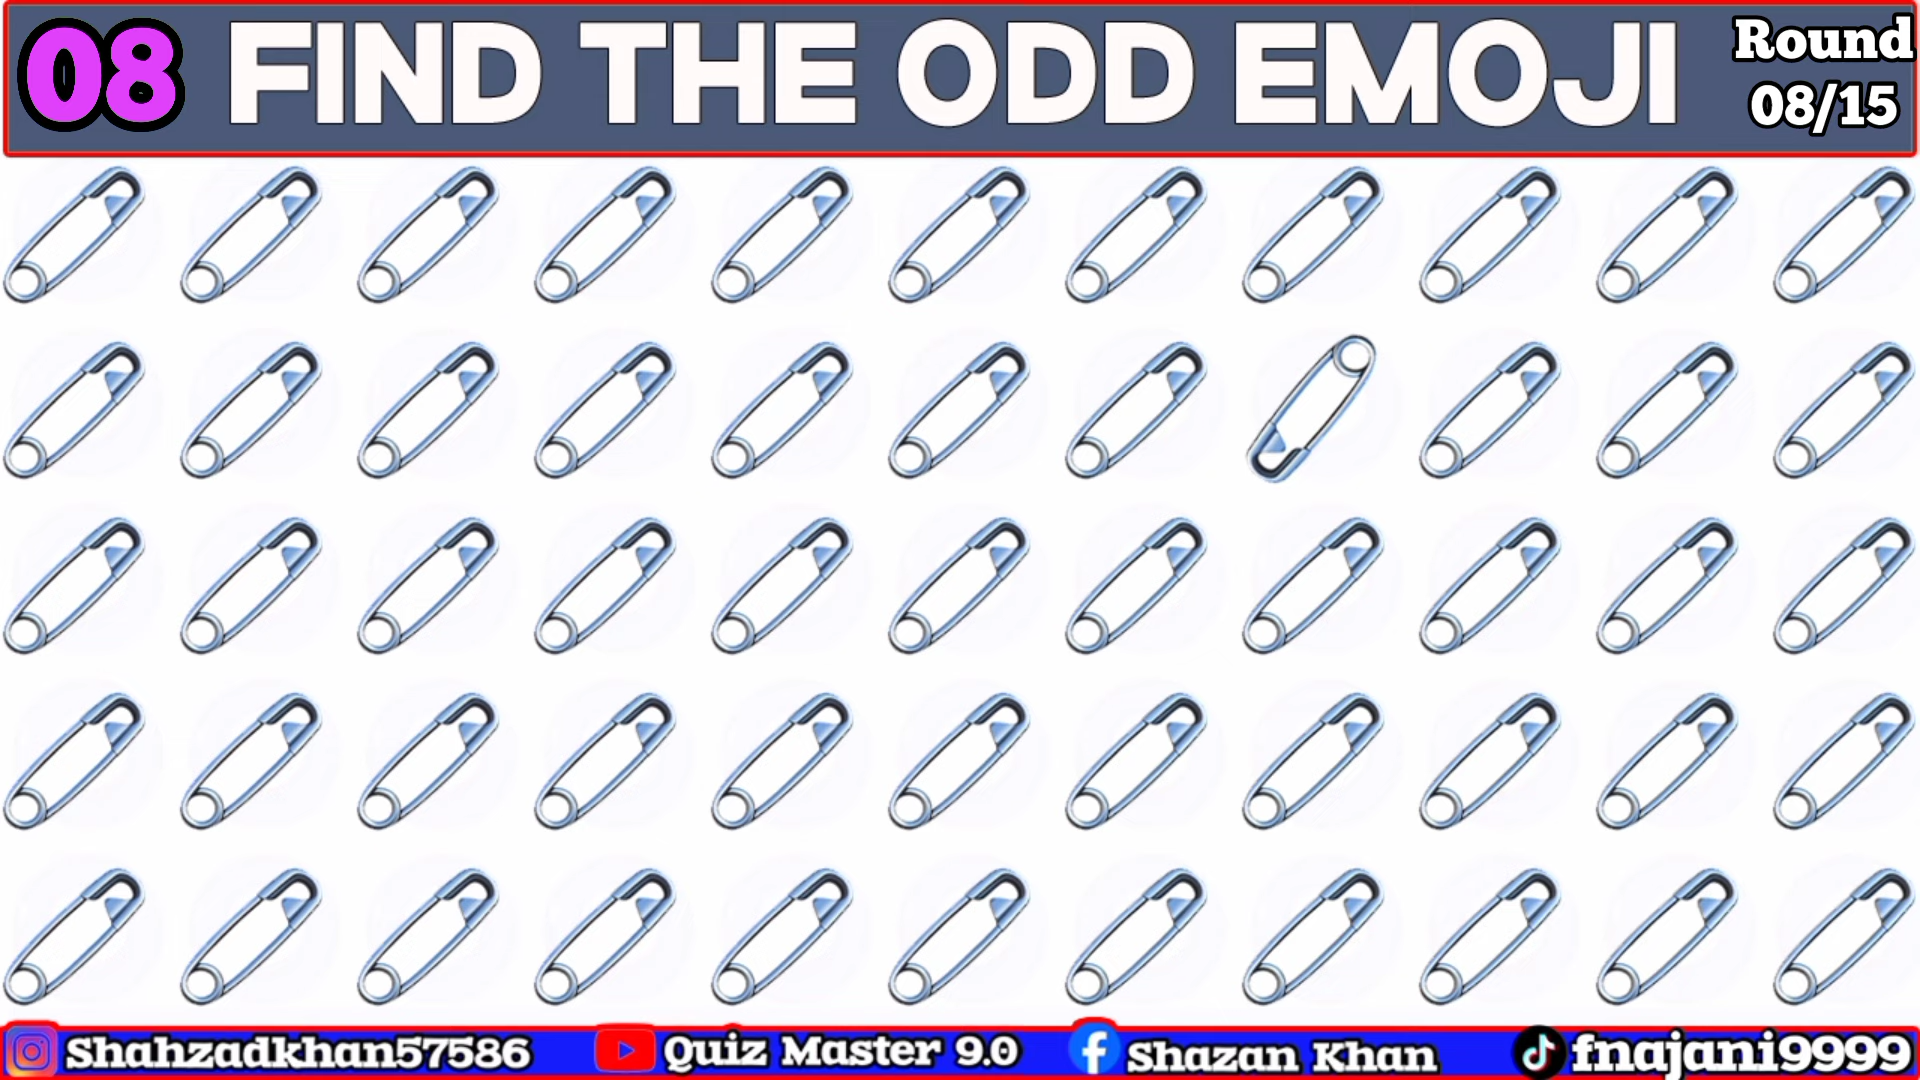 08 FIND THE ODD EMOJI Round
08/15
Shahzadkhan57586 Quiz Master 9.0 Shazan Khan fnajani9999